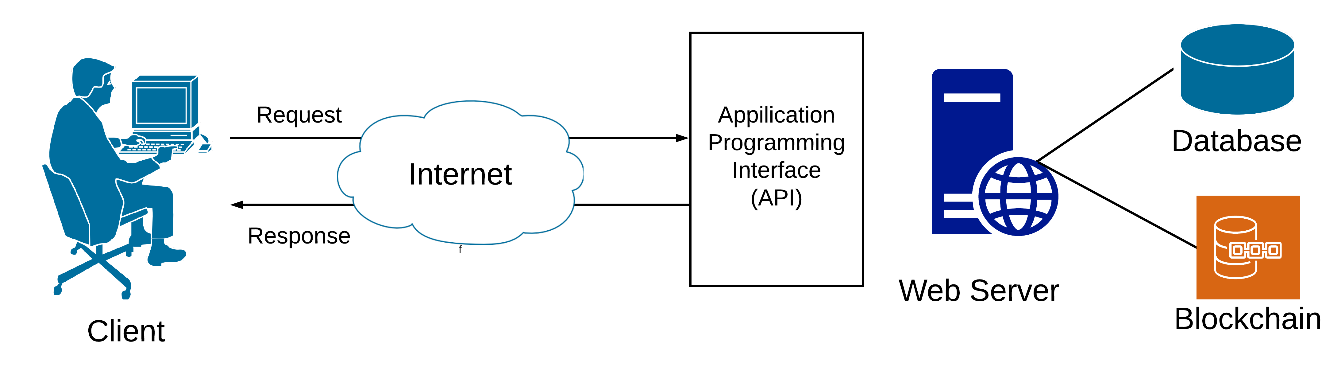 Request
Internet
Response
f
Client
Appilication
Programming
Interface
(API)
Web Server
Database
Blockchain